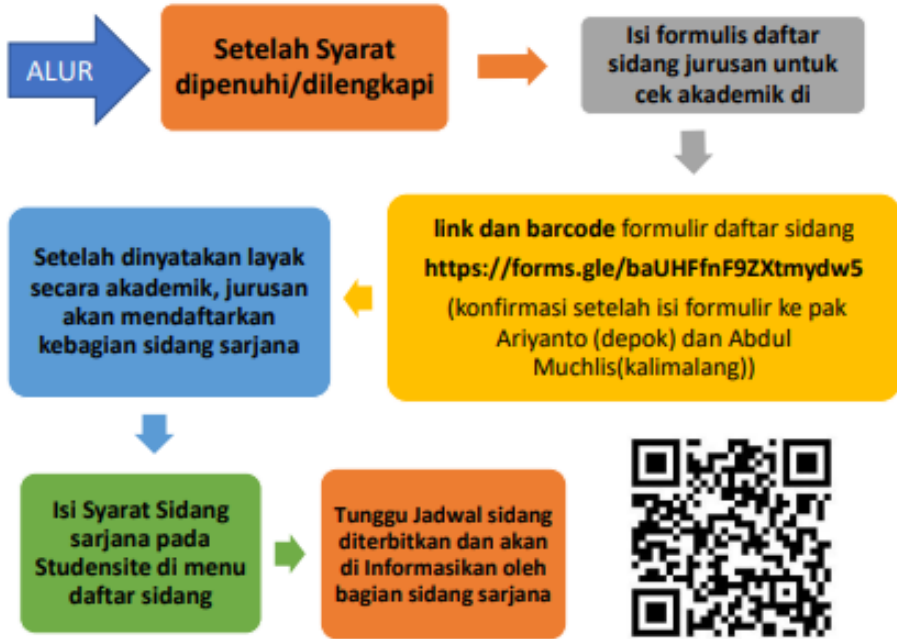 ALUR
Setelah Syarat
dipenuhi/dilengkapi
Isi formulis daftar
sidang jurusan untuk
cek akademik di
link dan barcode formulir daftar sidang
https://forms.gle/baUHFfnF9ZXtmydw5
(konfirmasi setelah isi formulir ke pak
Ariyanto (depok) dan Abdul
Muchlis(kalimalang))
Setelah dinyatakan layak
secara akademik, jurusan
akan mendaftarkan
kebagian sidang sarjana
Isi Syarat Sidang
sarjana pada
Studensite di menu
daftar sidang
Tunggu Jadwal sidang
diterbitkan dan akan
di Informasikan oleh
bagian sidang sarjana